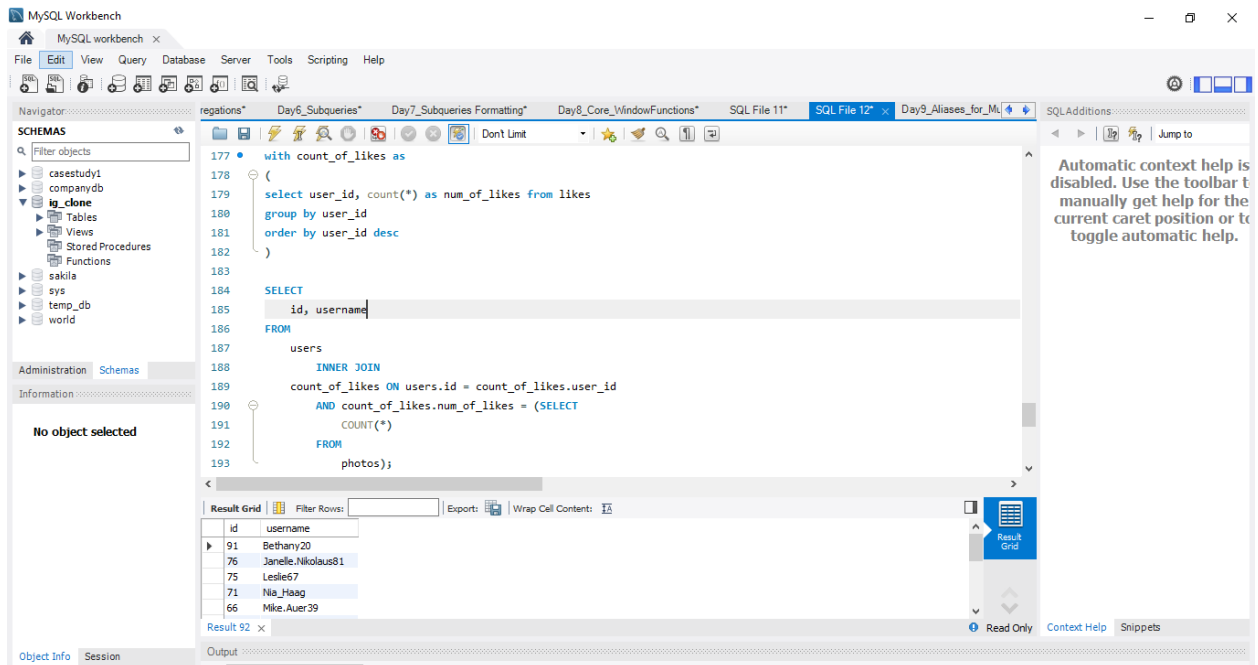 MySQL Workbench
MySQL workbench
File Edit View Query Database Server Tools Scripting Help
Navigator
regations* Day6_Subqueries* Day7_Subqueries Formatting* Day8_Core_WindowFunctions* SQL File 11* SQL File 12* Day9_Aliases_for_Mu
SQLAdditions
SCHEMAS
Filter objects
Don't Limit
Jump to
casestudy1
companydb
ig_clone
Tables
Views
Stored Procedures
Functions
sakila
sys
temp_db
world
Administration Schemas
Information
No object selected
177 with count_of_likes as
178 (
179 select user_id, count(*) as num_of_likes from likes
180 group by user_id
181 order by user_id desc
182 )
183
184 SELECT
185 id, username
186 FROM
187 users
188 INNER JOIN
189 count_of_likes ON users.id = count_of_likes.user_id
190 AND count_of_likes.num_of_likes = (SELECT
191 COUNT(*)
192 FROM
193 photos);
Automatic context help is
disabled. Use the toolbar t
manually get help for the
current caret position or to
toggle automatic help.
Result Grid Filter Rows: Export: Wrap Cell Content:
id username
91 Bethany20
76 Janelle.Nikolaus81
75 Leslie67
71 Nia_Haag
66 Mike.Auer39
Result Grid
Result 92
Read Only
Context Help Snippets
Output
Object Info Session